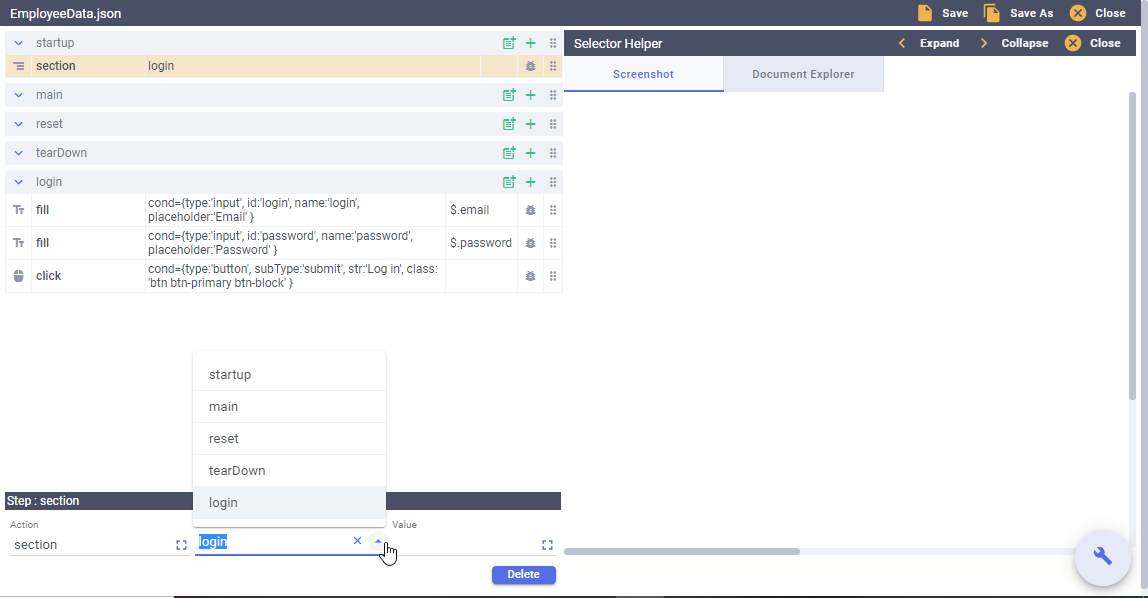 EmployeeData.json
Save
Save As
Close
startup
section login
main
reset
tearDown
login
fill cond={type:'input', id:'login', name:'login', $.email
placeholder:'Email' }
fill cond={type:'input', id:'password', name:'password', $.password
placeholder:'Password' }
click cond={type:'button', subType:'submit', str:'Log in', class:
'btn btn-primary btn-block' }
Selector Helper
Expand
Collapse
Close
Screenshot
Document Explorer
startup
main
reset
tearDown
login
Step : section
Action
Value
section
login
Delete